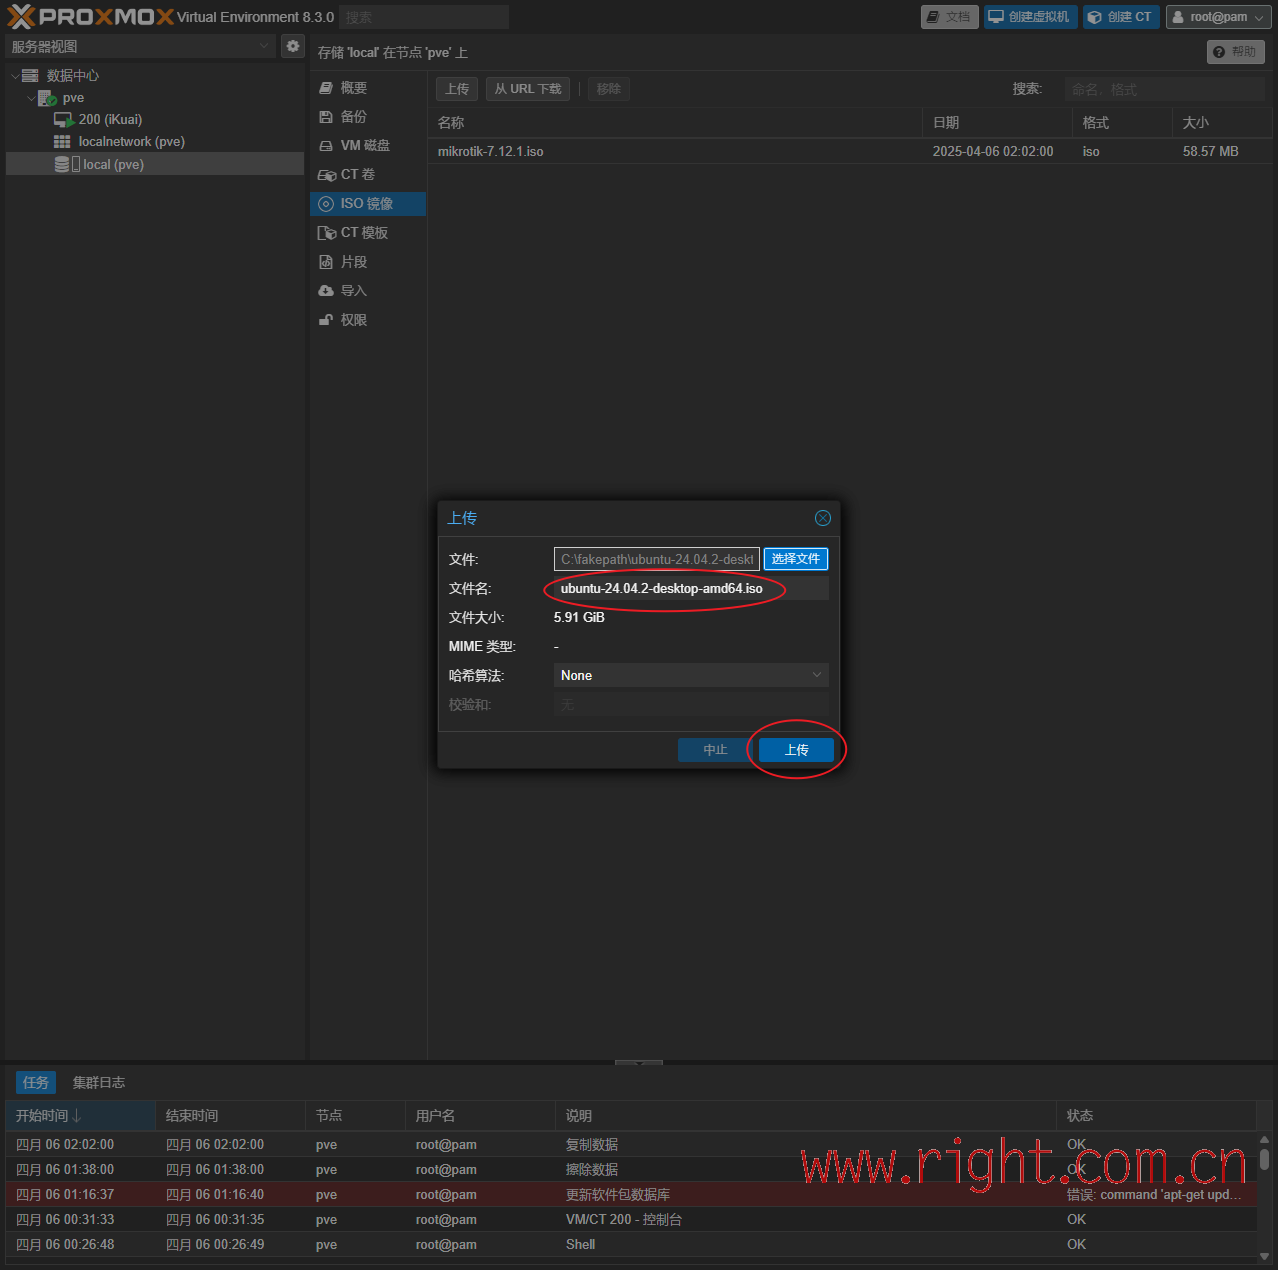 PROXMOX Virtual Environment 8.3.0 搜索 文档 创建虚拟机 创建 CT root@pam
服务器视图
存储 'local' 在节点 'pve' 上 帮助
数据中心
pve
200 (iKuai)
localnetwork (pve)
local (pve)
概要
备份
VM 磁盘
CT 卷
ISO 镜像
CT 模板
片段
导入
权限
上传 从 URL 下载 移除 搜索: 命名, 格式
名称 日期 格式 大小
mikrotik-7.12.1.iso 2025-04-06 02:02:00 iso 58.57 MB
上传
文件: C:\fakepath\ubuntu-24.04.2-deskt 选择文件
文件名: ubuntu-24.04.2-desktop-amd64.iso
文件大小: 5.91 GiB
MIME 类型: -
哈希算法: None
校验和: 无
中止 上传
任务 集群日志
开始时间↓ 结束时间 节点 用户名 说明 状态
四月 06 02:02:00 四月 06 02:02:00 pve root@pam 复制数据 OK
四月 06 01:38:00 四月 06 01:38:00 pve root@pam 擦除数据 OK
四月 06 01:16:37 四月 06 01:16:40 pve root@pam 更新软件包数据库 错误: command 'apt-get upd...
四月 06 00:31:33 四月 06 00:31:35 pve root@pam VM/CT 200 - 控制台 OK
四月 06 00:26:48 四月 06 00:26:49 pve root@pam Shell OK
www.right.com.cn